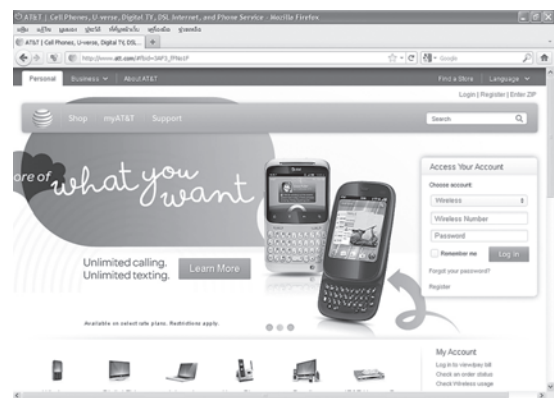 AT&T | Cell Phones, U-verse, Digital TV, DSL Internet, and Phone Service - Mozilla Firefox
AT&T | Cell Phones, U-verse, Digital TV, DSL...
Google
Personal Business About AT&T Find a Store Language
Login | Register | Enter ZIP
Shop myAT&T Support Search
ore of what you want
Access Your Account
Choose account:
Wireless
Wireless Number
Password
Remember me Log In
Forgot your password?
Register
Unlimited calling.
Unlimited texting.
Learn More
Available on select rate plans. Restrictions apply.
My Account
Log in to view/pay bill
Check an order status
Check Wireless usage